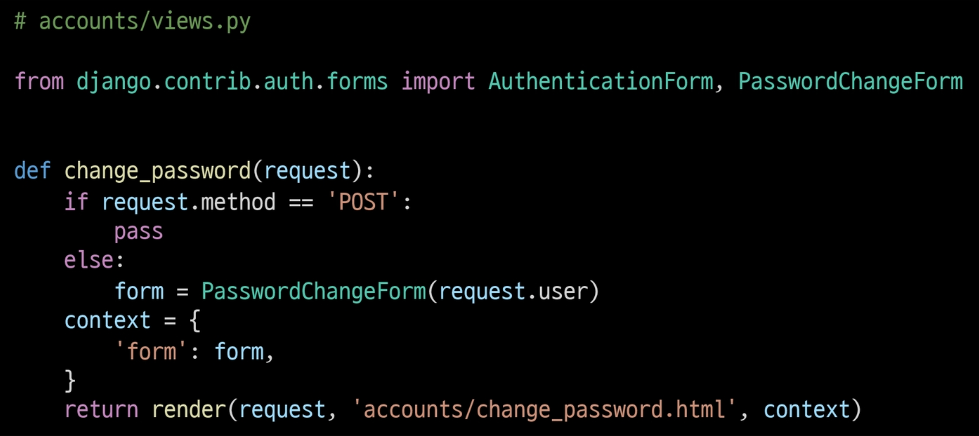 # accounts/views.py
from django.contrib.auth.forms import AuthenticationForm, PasswordChangeForm
def change_password(request):
    if request.method == 'POST':
        pass
    else:
        form = PasswordChangeForm(request.user)
    context = {
        'form': form,
    }
    return render(request, 'accounts/change_password.html', context)